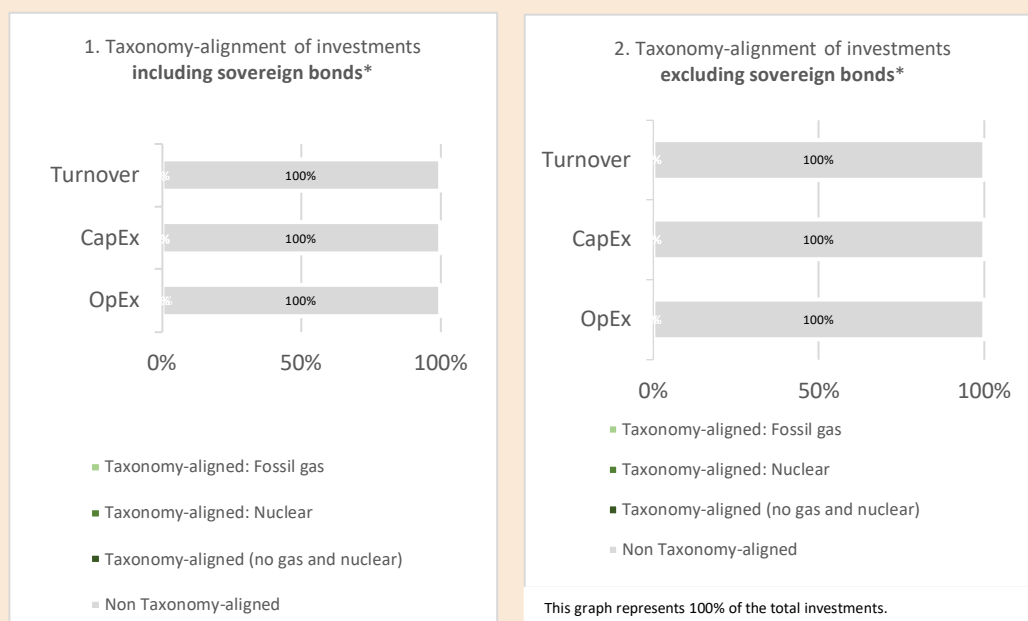 1. Taxonomy-alignment of investments
including sovereign bonds*
Turnover
%
100%
CapEx
%
100%
OpEx
%
100%
0%
50%
100%
Taxonomy-aligned: Fossil gas
Taxonomy-aligned: Nuclear
Taxonomy-aligned (no gas and nuclear)
Non Taxonomy-aligned
2. Taxonomy-alignment of investments
excluding sovereign bonds*
Turnover
%
100%
CapEx
%
100%
OpEx
%
100%
0%
50%
100%
Taxonomy-aligned: Fossil gas
Taxonomy-aligned: Nuclear
Taxonomy-aligned (no gas and nuclear)
Non Taxonomy-aligned
This graph represents 100% of the total investments.